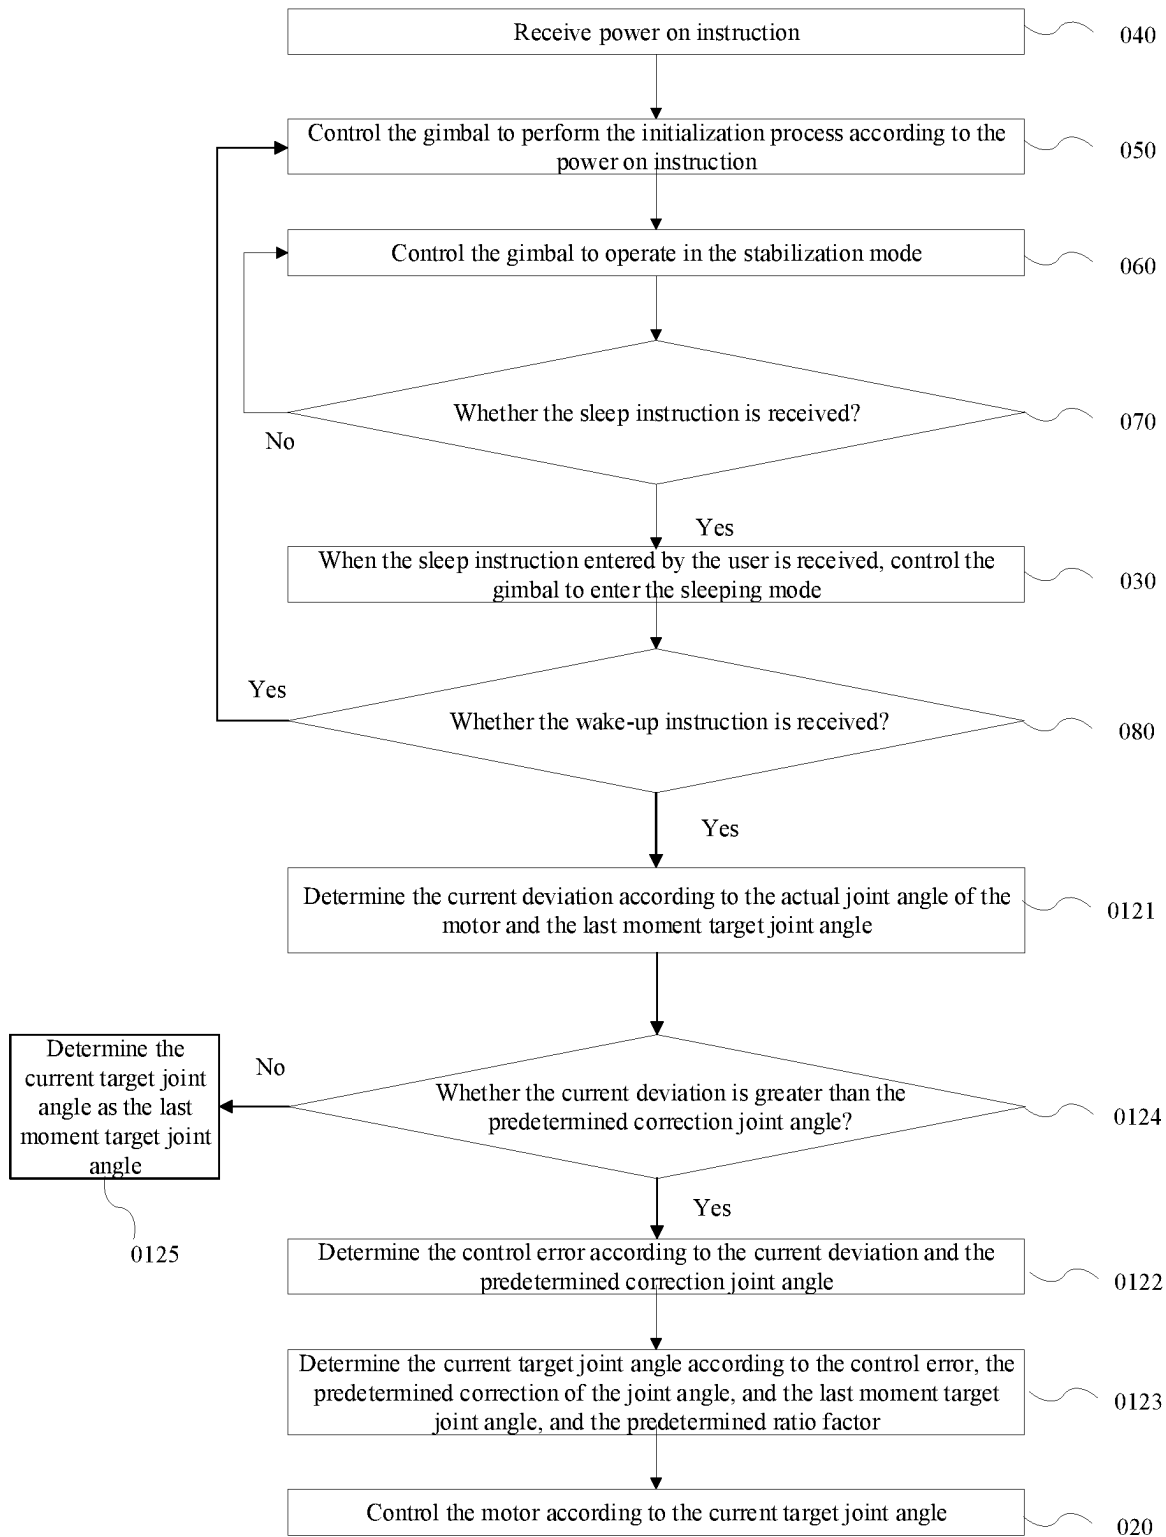 Receive power on instruction
040
Control the gimbal to perform the initialization process according to the
power on instruction
050
Control the gimbal to operate in the stabilization mode
060
Whether the sleep instruction is received?
070
No
Yes
When the sleep instruction entered by the user is received, control the
gimbal to enter the sleeping mode
030
Yes
Whether the wake-up instruction is received?
080
Yes
Determine the current deviation according to the actual joint angle of the
motor and the last moment target joint angle
0121
Determine the
current target joint
angle as the last
moment target joint
angle
No
Whether the current deviation is greater than the
predetermined correction joint angle?
0124
Yes
0125
Determine the control error according to the current deviation and the
predetermined correction joint angle
0122
Determine the current target joint angle according to the control error, the
predetermined correction of the joint angle, and the last moment target
joint angle, and the predetermined ratio factor
0123
Control the motor according to the current target joint angle
020